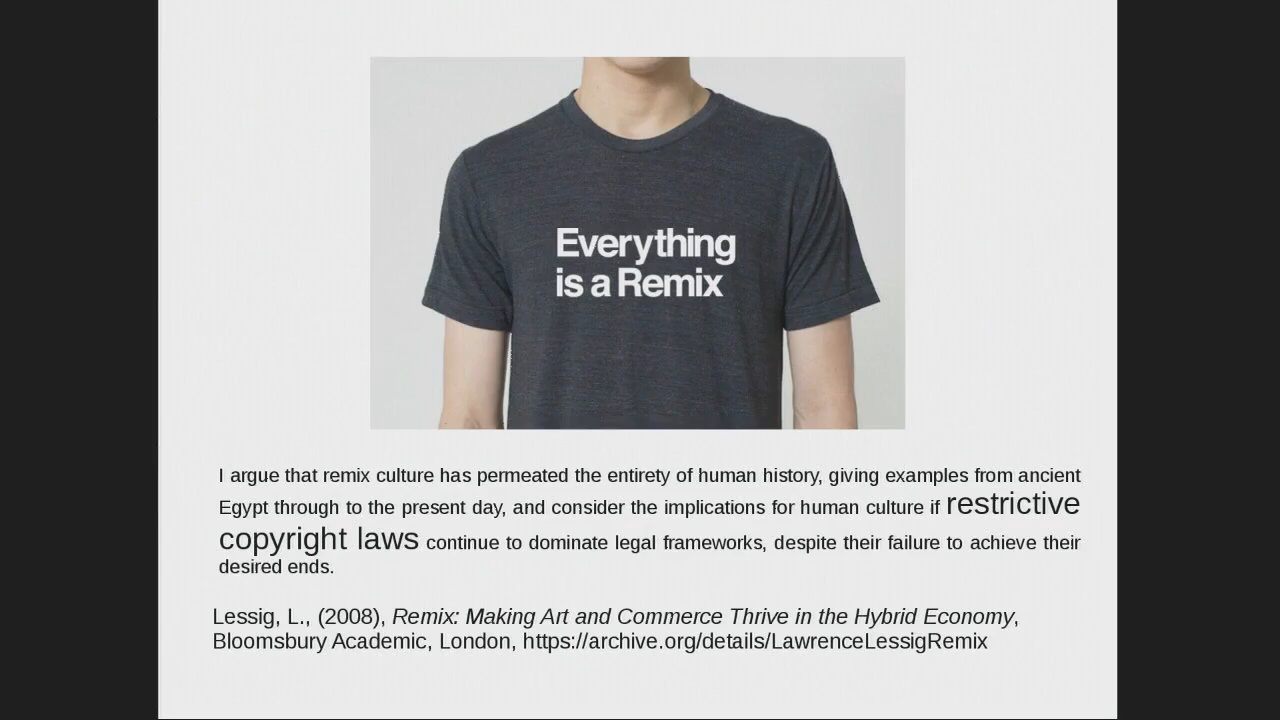 Everything
is a Remix
I argue that remix culture has permeated the entirety of human history, giving examples from ancient
Egypt through to the present day, and consider the implications for human culture if restrictive
copyright laws continue to dominate legal frameworks, despite their failure to achieve their
desired ends.
Lessig, L., (2008), Remix: Making Art and Commerce Thrive in the Hybrid Economy,
Bloomsbury Academic, London, https://archive.org/details/LawrenceLessigRemix